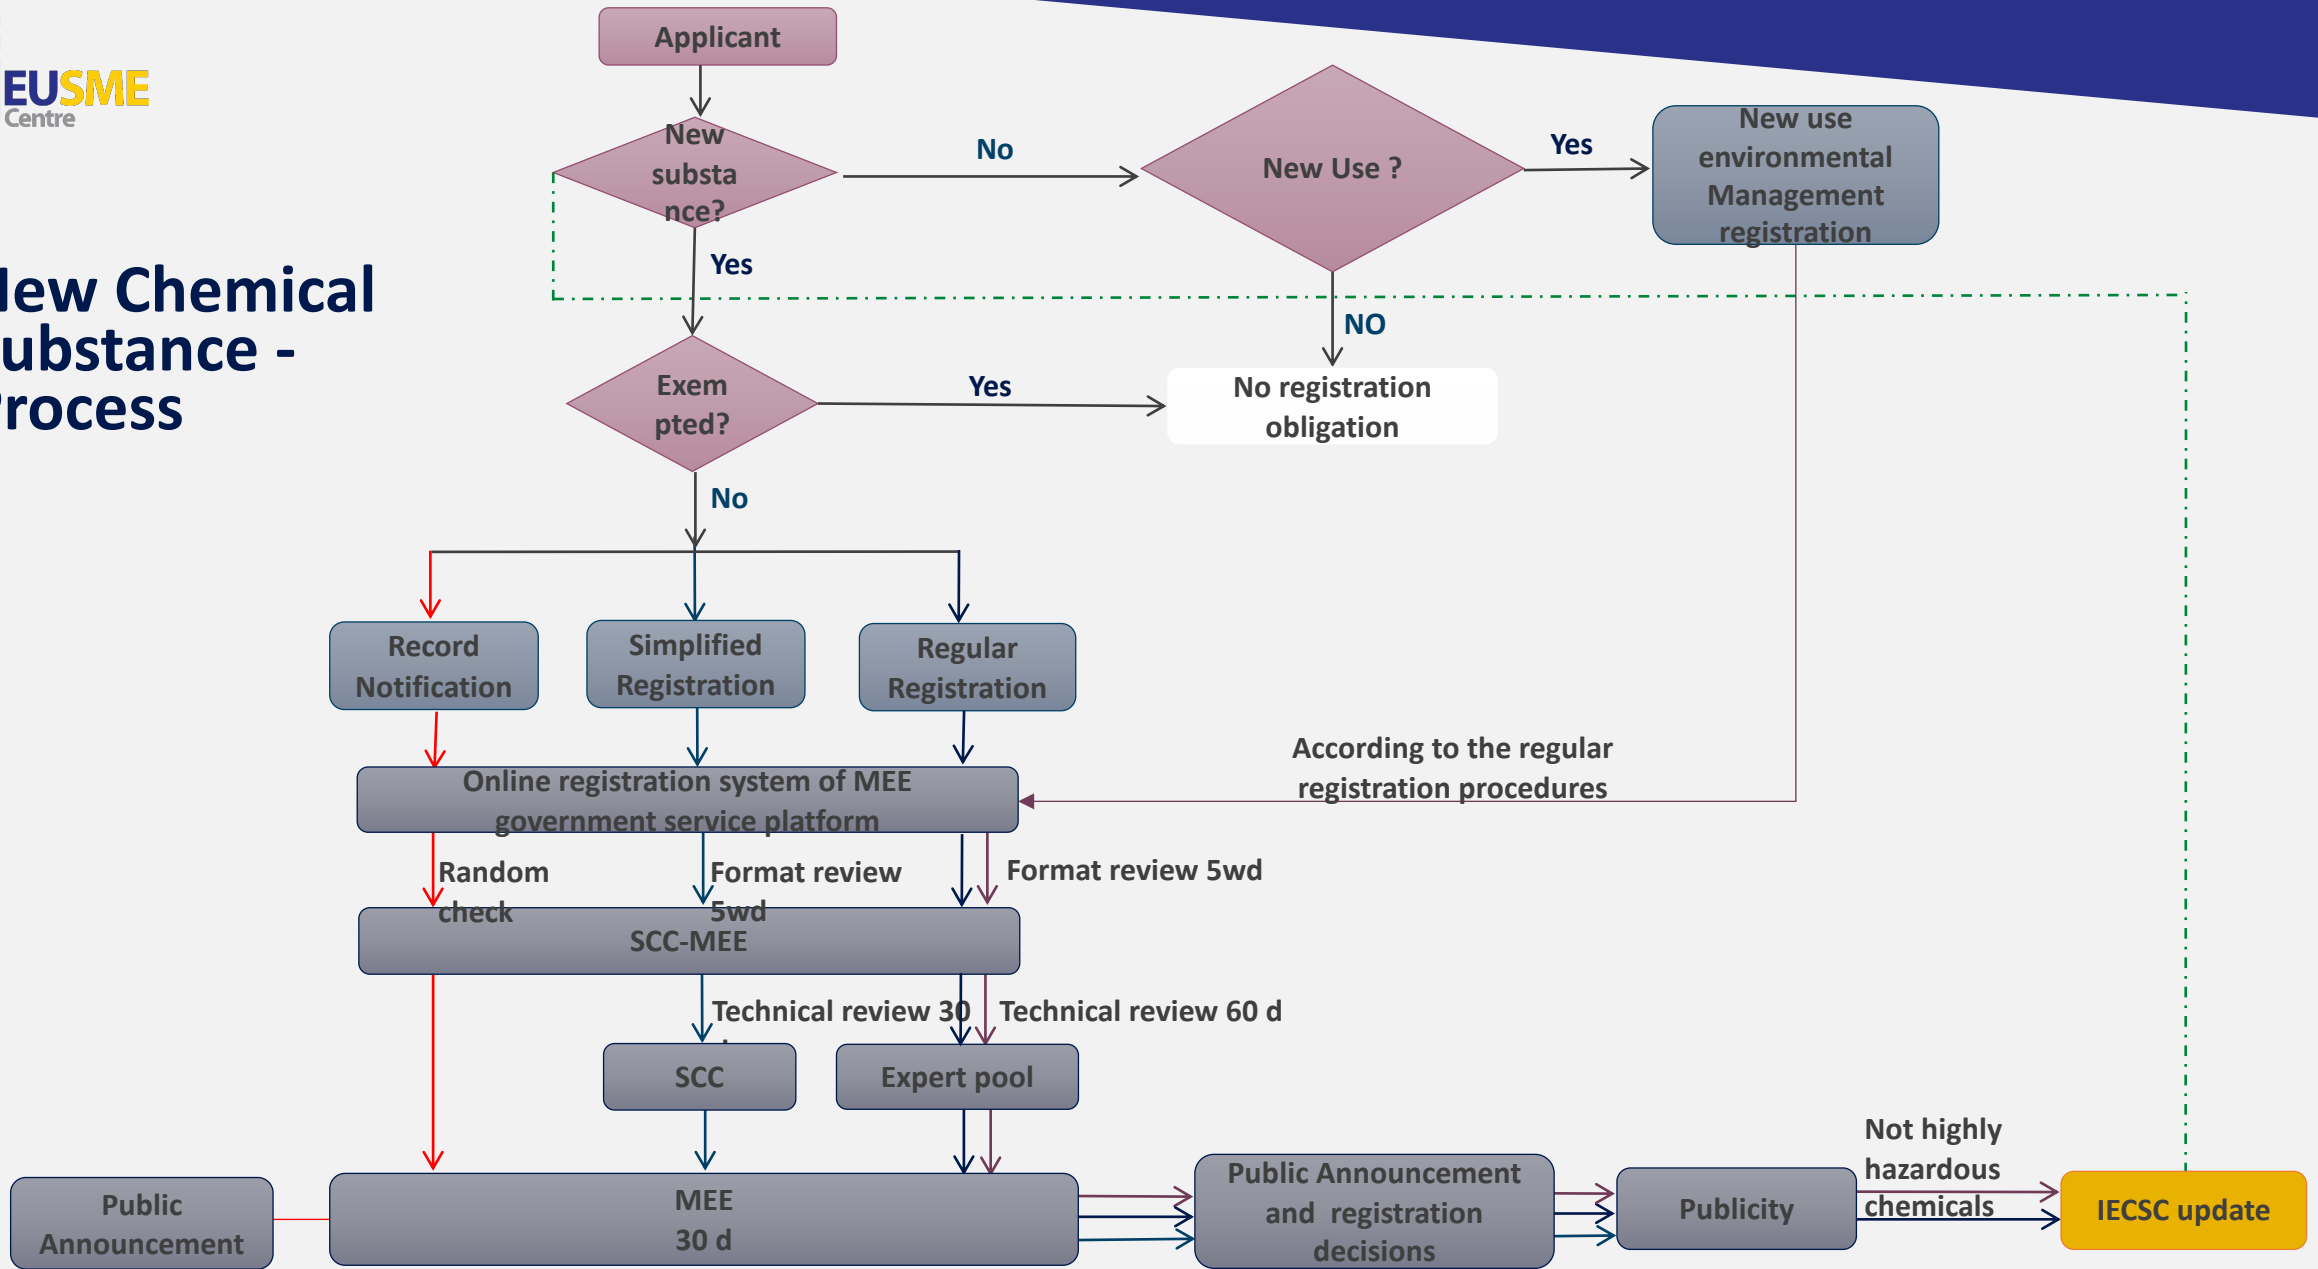 Applicant
EUSME
Centre
New
substa
nce?
No
New Use ?
Yes
New use
environmental
Management
registration
Yes
ew Chemical
ubstance -
rocess
NO
Exem
pted?
Yes
No registration
obligation
No
Record
Notification
Simplified
Registration
Regular
Registration
According to the regular
registration procedures
Online registration system of MEE
government service platform
Random
check
Format review
5wd
Format review 5wd
SCC-MEE
Technical review 30
Technical review 60 d
SCC
Expert pool
Public
Announcement
MEE
30 d
Public Announcement
and registration
decisions
Publicity
Not highly
hazardous
chemicals
IECSC update